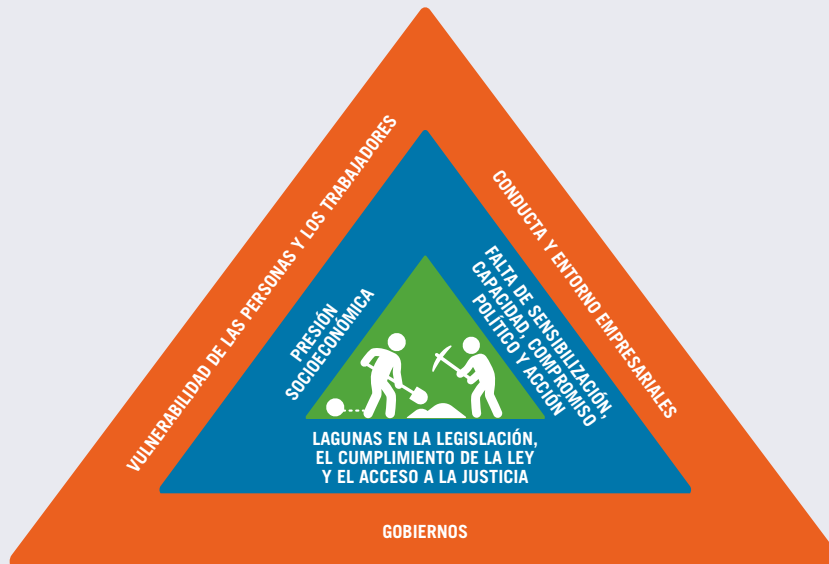 VULNERABILIDAD DE LAS PERSONAS Y LOS TRABAJADORES
CONDUCTA Y ENTORNO EMPRESARIALES
PRESIÓN
SOCIOECONÓMICA
FALTA DE SENSIBILIZACIÓN,
CAPACIDAD, COMPROMISO
POLÍTICO Y ACCIÓN
LAGUNAS EN LA LEGISLACIÓN,
EL CUMPLIMIENTO DE LA LEY
Y EL ACCESO A LA JUSTICIA
GOBIERNOS